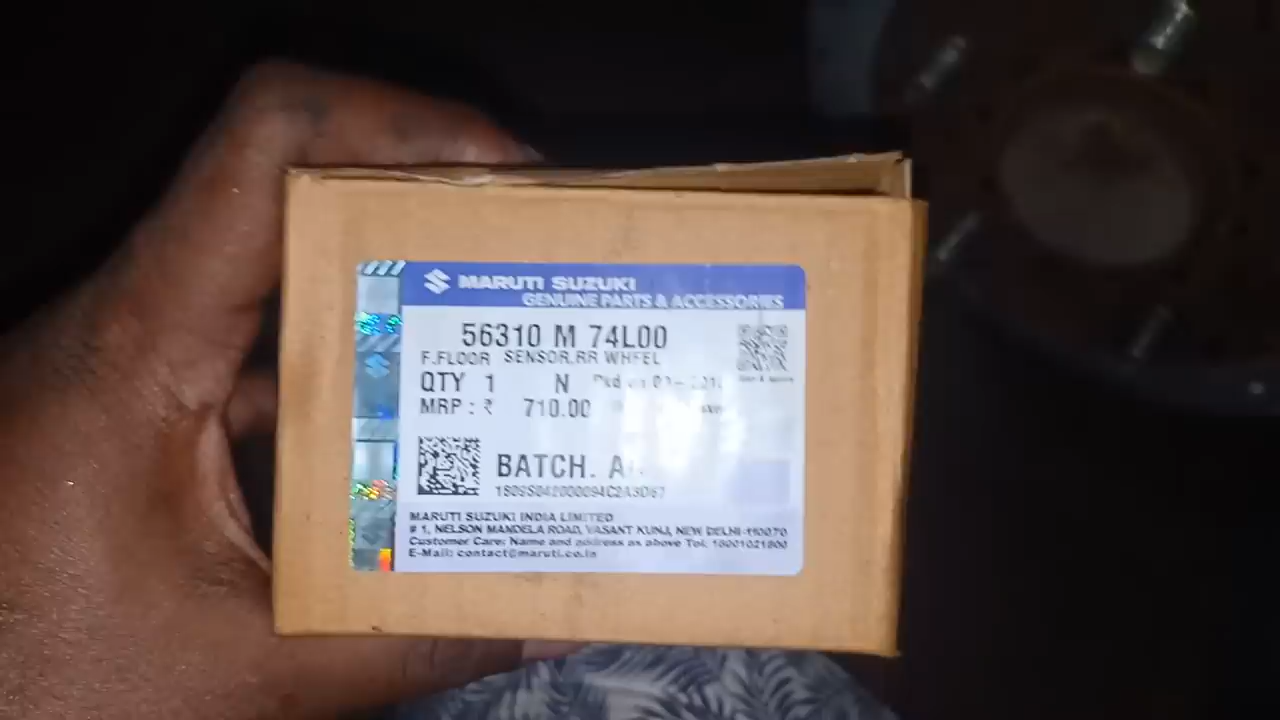 MARUTI SUZUKI
GENUINE PARTS & ACCESSORIES
56310 M 74L00
F.FLOOR SENSOR,RR WHEEL
QTY 1 N Pkd on
MRP : ₹ 710.00
BATCH.
MARUTI SUZUKI INDIA LIMITED
# 1, NELSON MANDELA ROAD, VASANT KUNJ, NEW DELHI-110070
Customer Care: Name and address as above Tel. 18001021800
E-Mail: contact@maruti.co.in